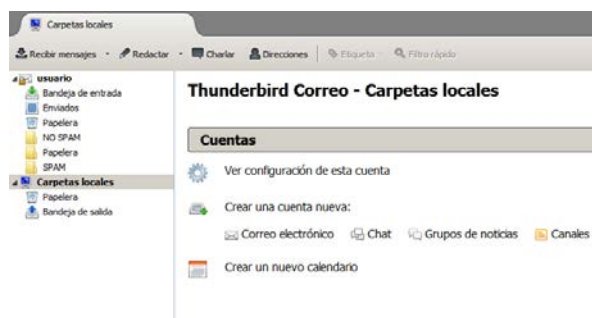 Carpetas locales
Recibir mensajes Redactar Charlar Direcciones Etiqueta Filtro rápido
usuario
Bandeja de entrada
Enviados
Papelera
NO SPAM
Papelera
SPAM
Carpetas locales
Papelera
Bandeja de salida
Thunderbird Correo - Carpetas locales
Cuentas
Ver configuración de esta cuenta
Crear una cuenta nueva:
Correo electrónico Chat Grupos de noticias Canales
Crear un nuevo calendario